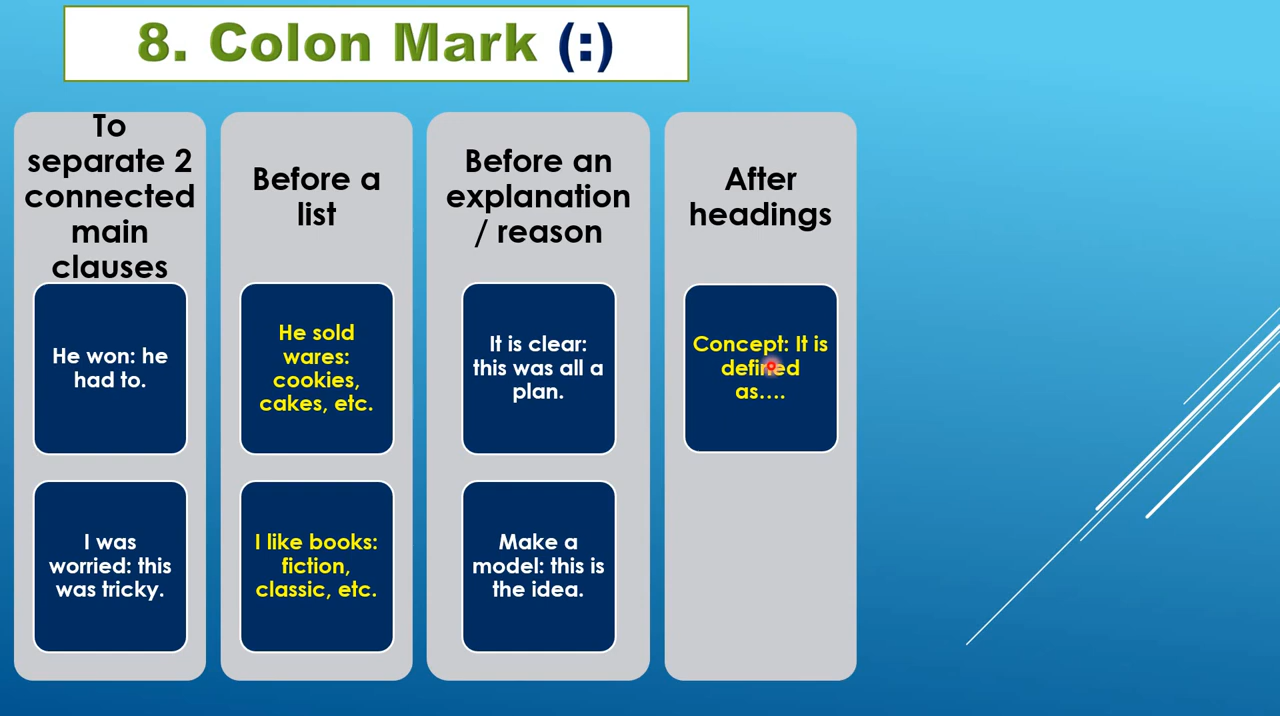 8. Colon Mark (:)
To
separate 2
connected
main
clauses
He won: he
had to.
I was
worried: this
was tricky.
Before a
list
He sold
wares:
cookies,
cakes, etc.
I like books:
fiction,
classic, etc.
Before an
explanation
/ reason
It is clear:
this was all a
plan.
Make a
model: this is
the idea.
After
headings
Concept: It is
defined
as….